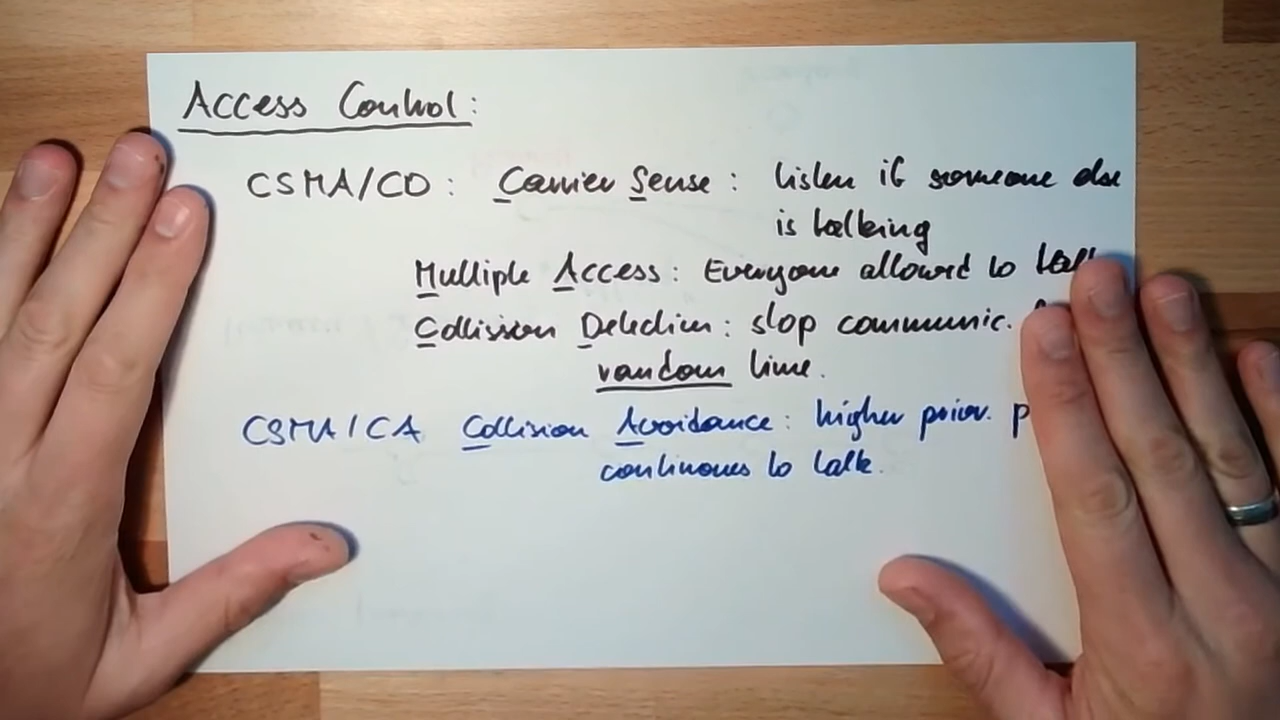 Access Control:
CSMA/CD: Carrier Sense: listen if someone else
is talking
Multiple Access: Everyone allowed to talk
Collision Detection: stop communic.
random time.
CSMA/CA Collision Avoidance: higher prior.
continoues to talk.